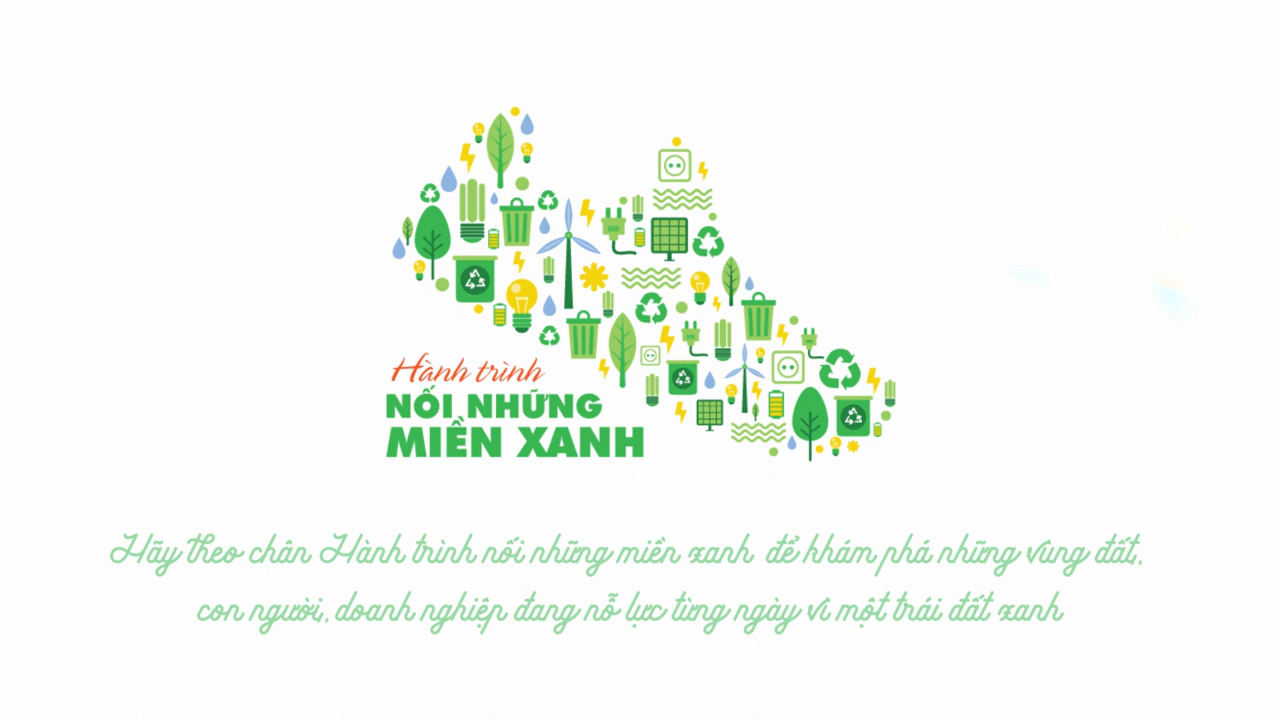 Hành trình
NỐI NHỮNG
MIỀN XANH
Hãy theo chân Hành trình nối những miền xanh để khám phá những vùng đất,
con người, doanh nghiệp đang nỗ lực từng ngày vì một trái đất xanh